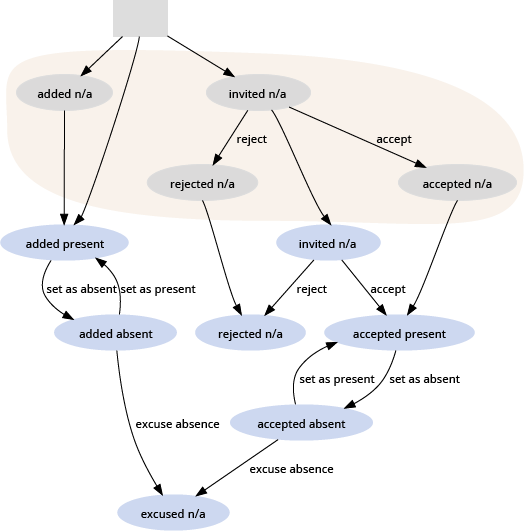 added n/a
invited n/a
reject
accept
rejected n/a
accepted n/a
added present
invited n/a
set as absent
set as present
reject
accept
added absent
rejected n/a
accepted present
set as present
set as absent
excuse absence
accepted absent
excuse absence
excused n/a